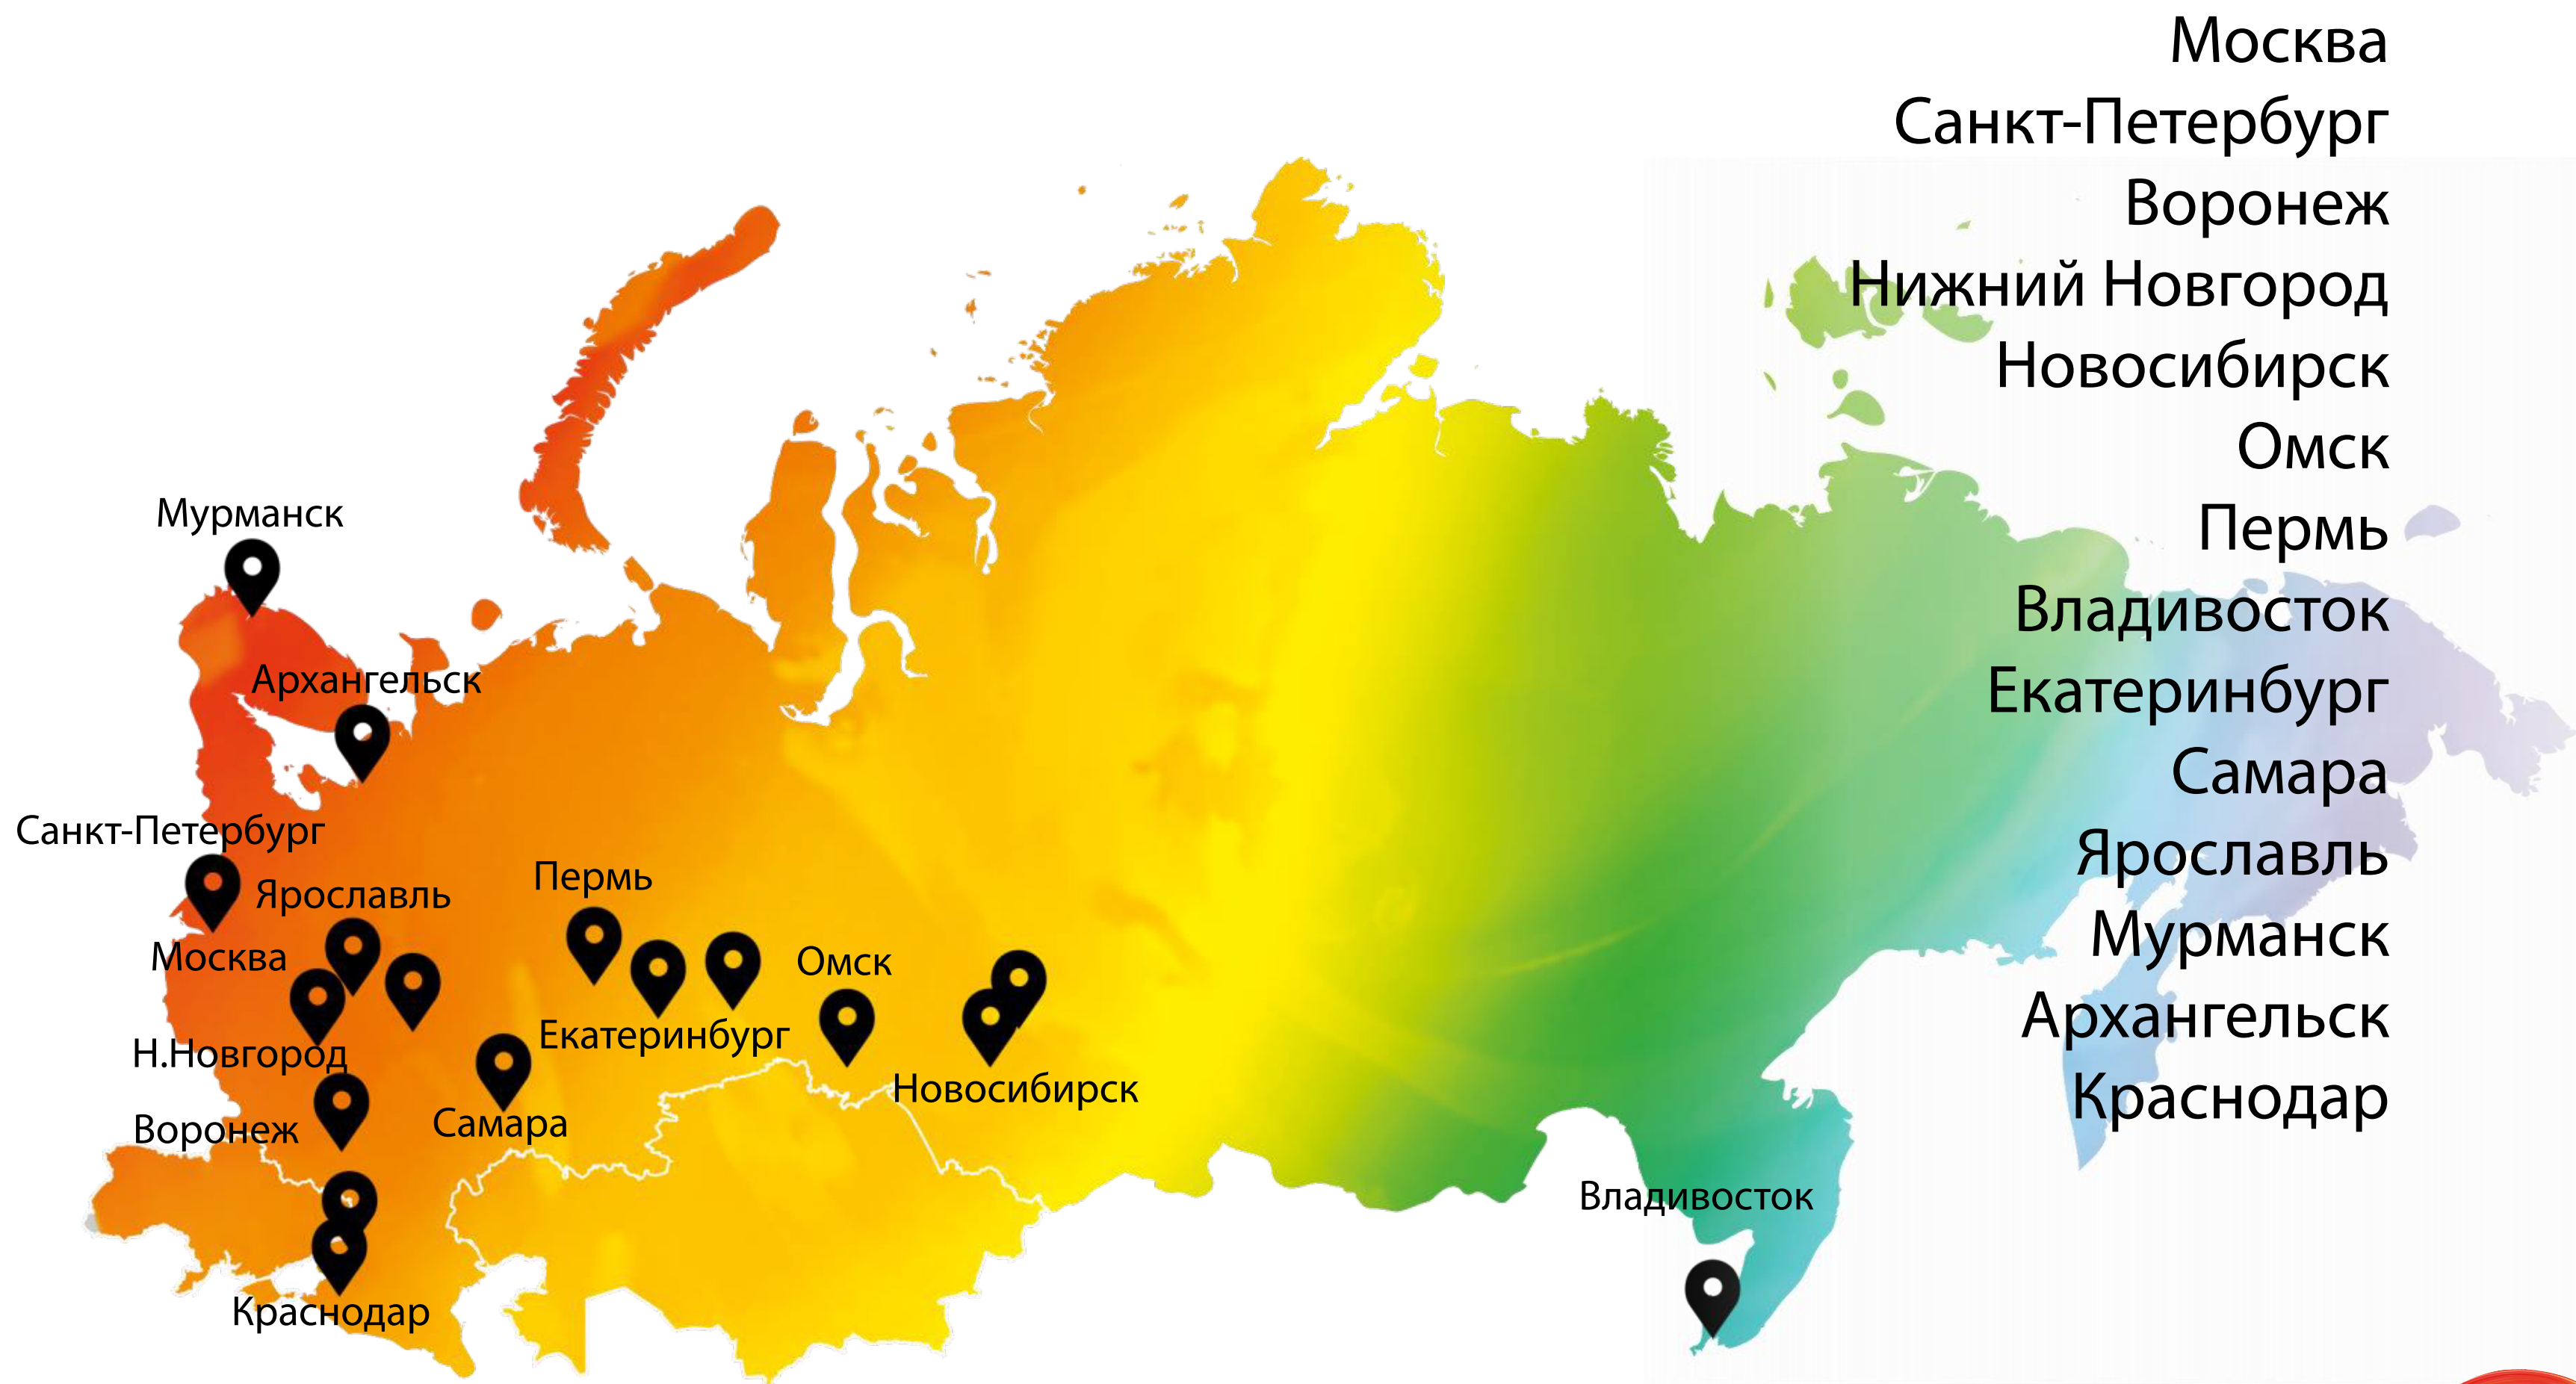 Москва
Санкт-Петербург
Воронеж
Нижний Новгород
Новосибирск
Омск
Пермь
Владивосток
Екатеринбург
Самара
Ярославль
Мурманск
Архангельск
Краснодар
Мурманск
Архангельск
Санкт-Петербург
Ярославль
Пермь
Москва
Омск
Екатеринбург
Н.Новгород
Новосибирск
Воронеж
Самара
Владивосток
Краснодар